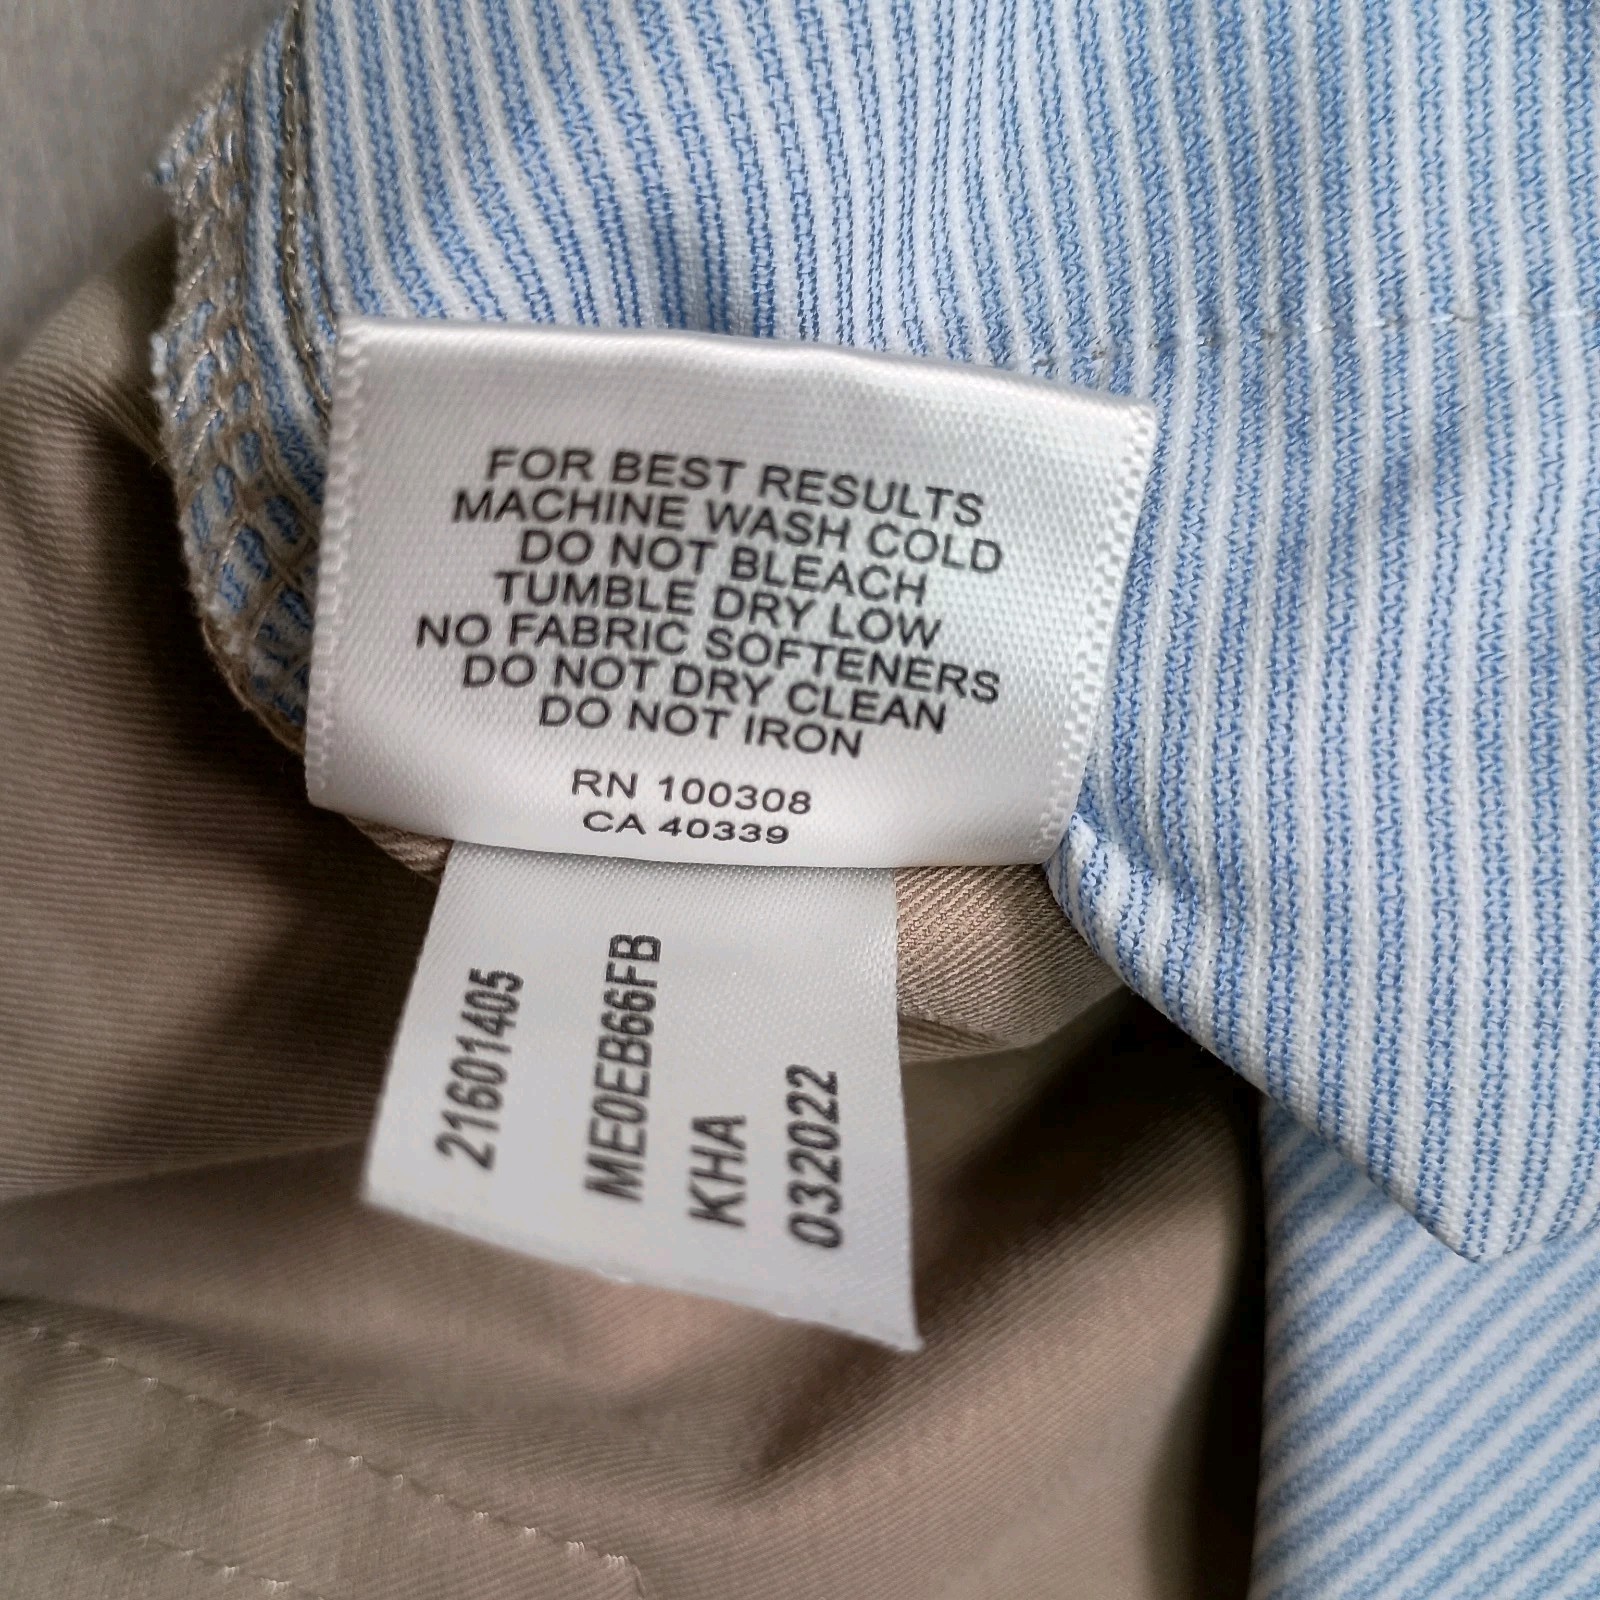 FOR BEST RESULTS
MACHINE WASH COLD
DO NOT BLEACH
TUMBLE DRY LOW
NO FABRIC SOFTENERS
DO NOT DRY CLEAN
DO NOT IRON
RN 100308
CA 40339
21601405
ME0EB66FB
KHA
032022